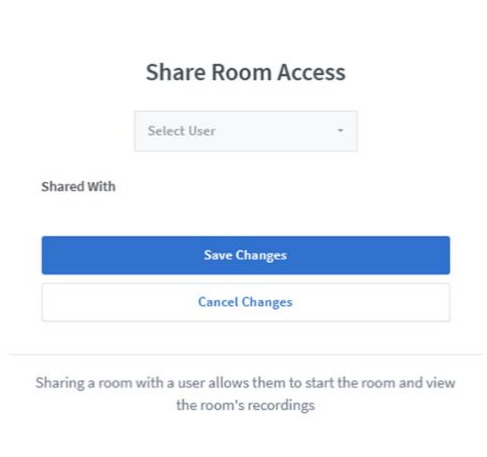 Share Room Access
Select User
Shared With
Save Changes
Cancel Changes
Sharing a room with a user allows them to start the room and view
the room's recordings